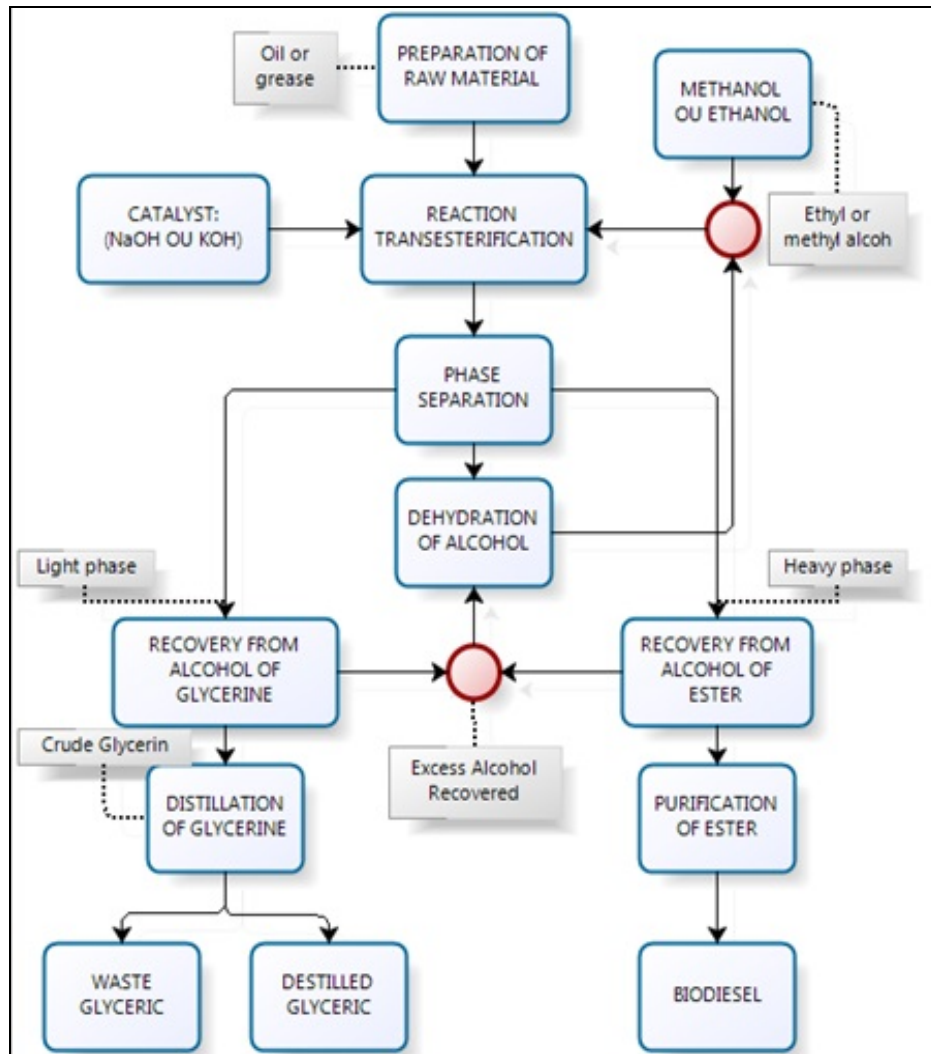 Oil or
grease
PREPARATION OF
RAW MATERIAL
METHANOL
OU ETHANOL
CATALYST:
(NaOH OU KOH)
REACTION
TRANSESTERIFICATION
Ethyl or
methyl alcoh
PHASE
SEPARATION
DEHYDRATION
OF ALCOHOL
Light phase
Heavy phase
RECOVERY FROM
ALCOHOL OF
GLYCERINE
RECOVERY FROM
ALCOHOL OF
ESTER
Crude Glycerin
Excess Alcohol
Recovered
DISTILLATION
OF GLYCERINE
PURIFICATION
OF ESTER
WASTE
GLYCERIC
DESTILLED
GLYCERIC
BIODIESEL